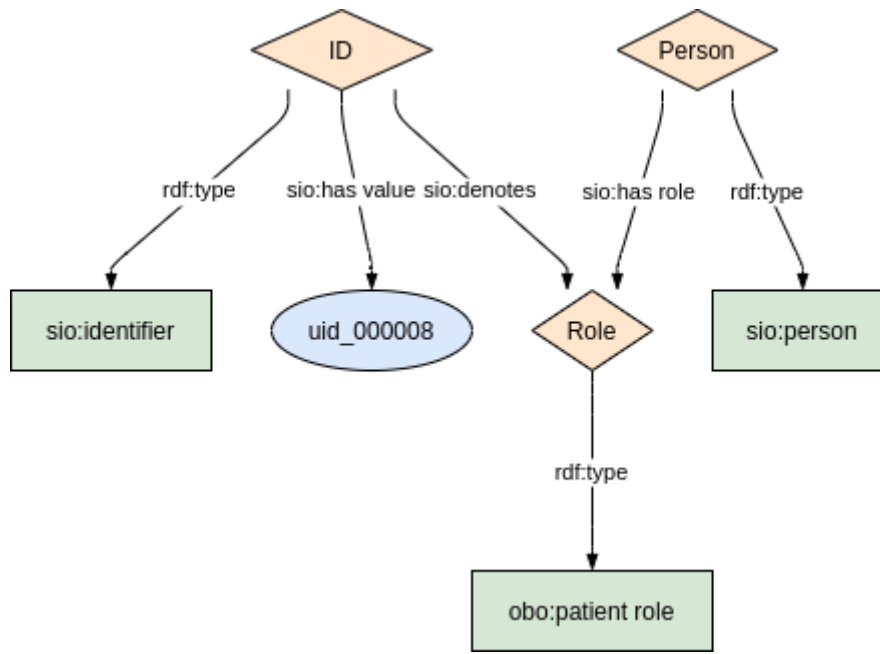 ID
Person
rdf:type
sio:has value
sio:denotes
sio:has role
rdf:type
sio:identifier
uid_000008
Role
sio:person
rdf:type
obo:patient role